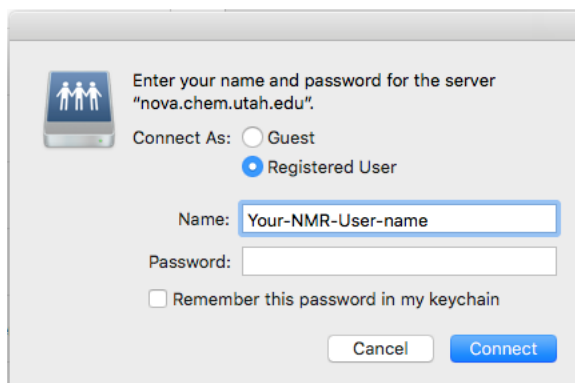 Enter your name and password for the server
“nova.chem.utah.edu”.
Connect As: Guest
Registered User
Name: Your-NMR-User-name
Password:
Remember this password in my keychain
Cancel Connect